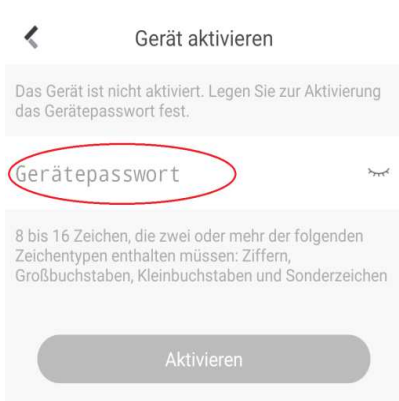 Gerät aktivieren
Das Gerät ist nicht aktiviert. Legen Sie zur Aktivierung
das Gerätepasswort fest.
Gerätepasswort
8 bis 16 Zeichen, die zwei oder mehr der folgenden
Zeichentypen enthalten müssen: Ziffern,
Großbuchstaben, Kleinbuchstaben und Sonderzeichen
Aktivieren